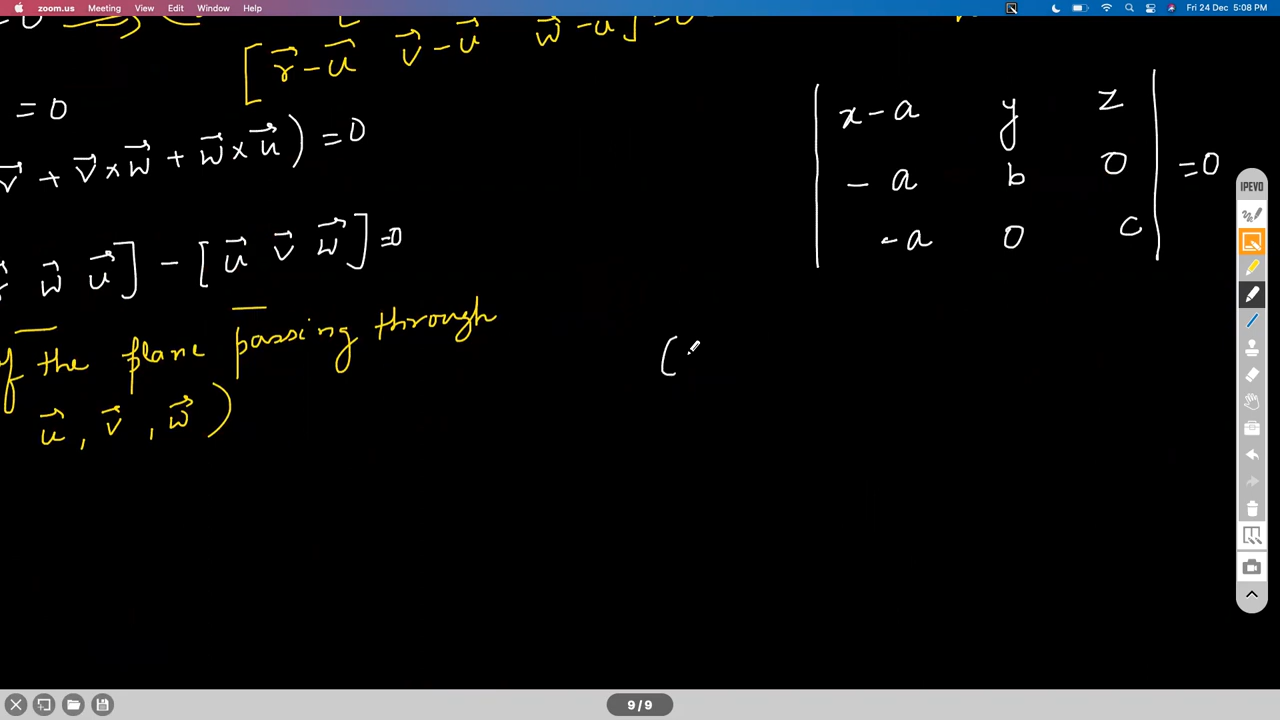 zoom.us Meeting View Edit Window Help Fri 24 Dec 5:08 PM
[r⃗ − u⃗ v⃗ − u⃗ w⃗ − u] = 0
= 0
v⃗ + v⃗ × w⃗ + w⃗ × u⃗ ) = 0
w⃗ u⃗ ] − [ u⃗ v⃗ w⃗ ] = 0
of the plane passing through
u⃗ , v⃗ , w⃗ )
| x − a y z |
| − a b 0 | = 0
| − a 0 c |
(
IPEVO
9 / 9